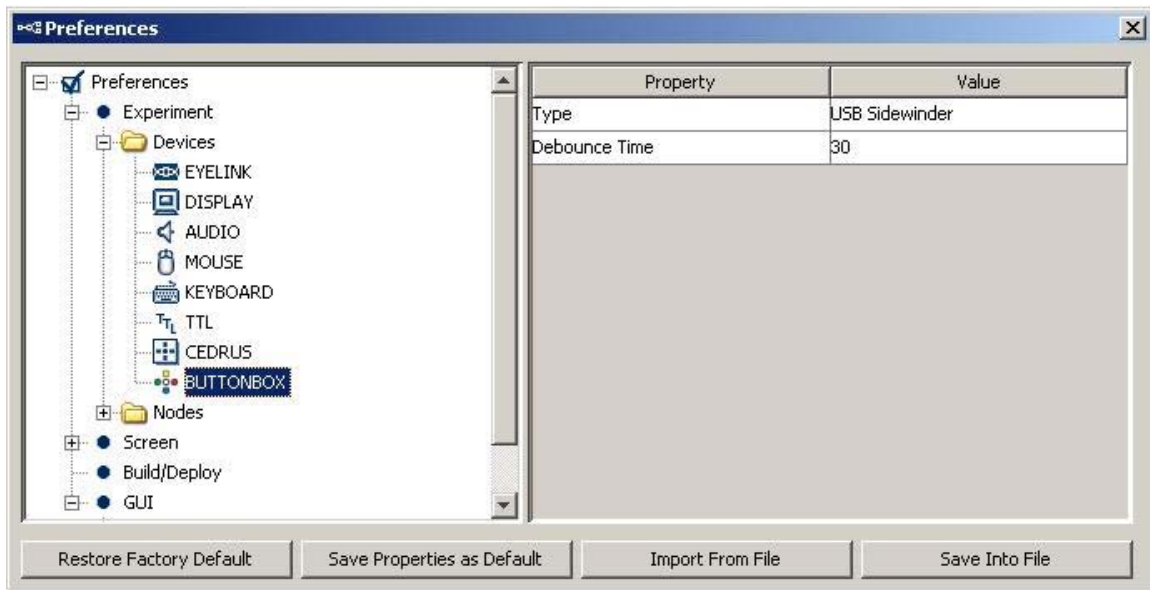 Preferences
Preferences
Experiment
Devices
EYELINK
DISPLAY
AUDIO
MOUSE
KEYBOARD
TTL TTL
CEDRUS
BUTTONBOX
Nodes
Screen
Build/Deploy
GUI
Property Value
Type USB Sidewinder
Debounce Time 30
Restore Factory Default Save Properties as Default Import From File Save Into File